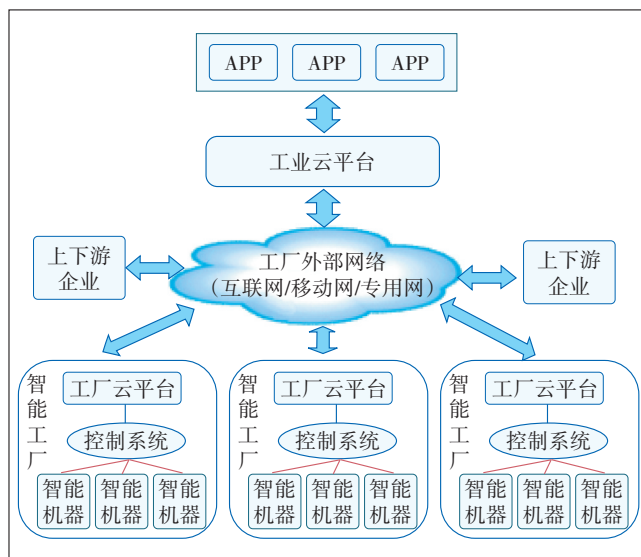 APP APP APP
工业云平台
上下游
企业
工厂外部网络
（互联网/移动网/专用网）
上下游
企业
智能工厂
工厂云平台
控制系统
智能
机器
智能
机器
智能
机器
智能工厂
工厂云平台
控制系统
智能
机器
智能
机器
智能
机器
智能工厂
工厂云平台
控制系统
智能
机器
智能
机器
智能
机器